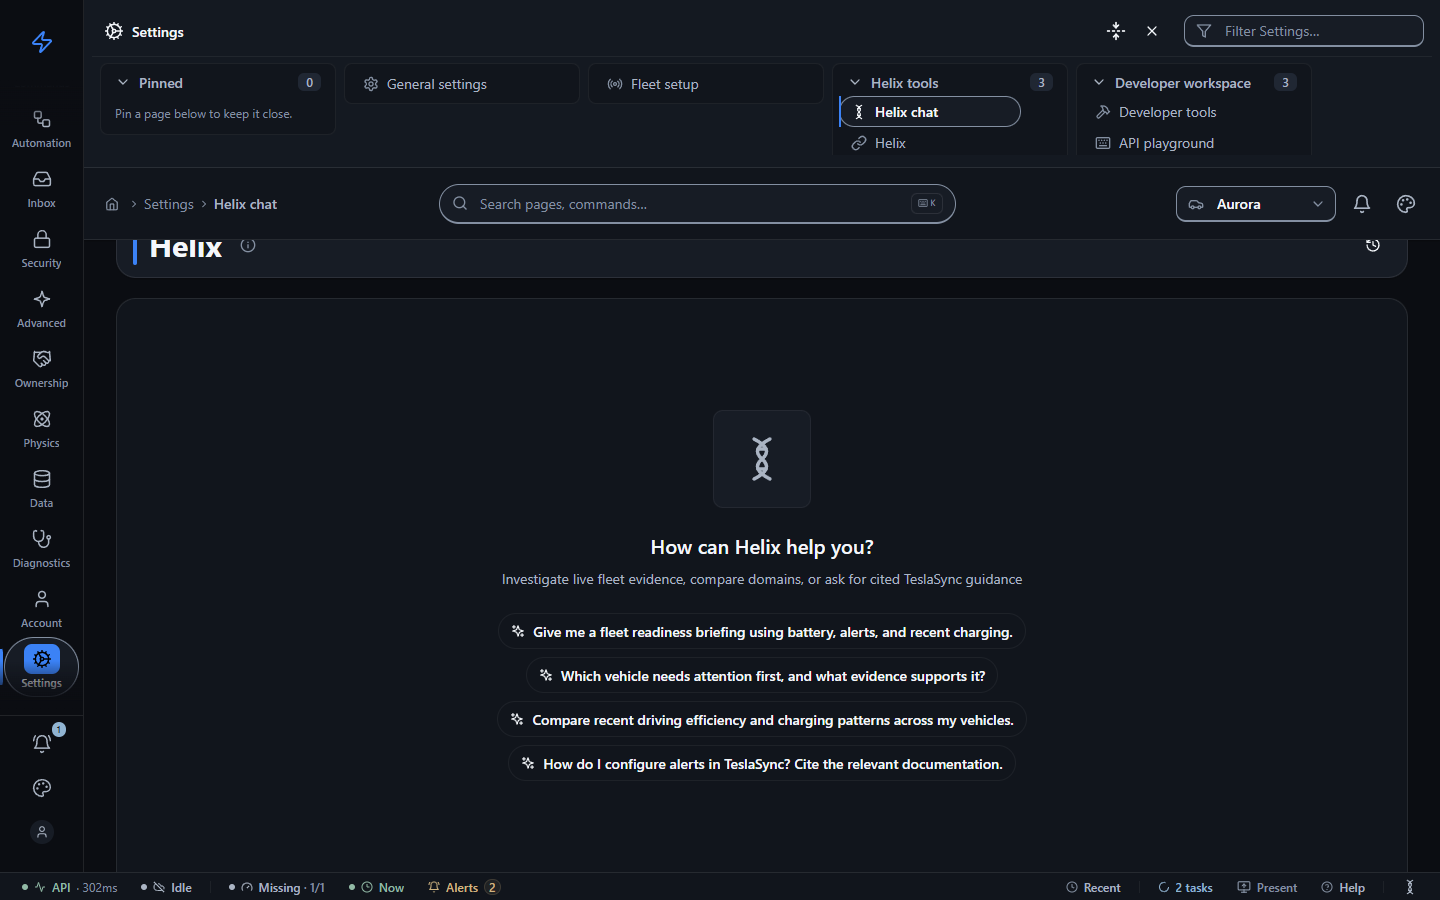 Settings
Filter Settings...
Pinned
0
Pin a page below to keep it close.
General settings
Fleet setup
Helix tools
3
Helix chat
Helix
Developer workspace
3
Developer tools
API playground
Settings
Helix chat
Search pages, commands...
K
Aurora
Automation
Inbox
Security
Advanced
Ownership
Physics
Data
Diagnostics
Account
Settings
1
Helix
How can Helix help you?
Investigate live fleet evidence, compare domains, or ask for cited TeslaSync guidance
Give me a fleet readiness briefing using battery, alerts, and recent charging.
Which vehicle needs attention first, and what evidence supports it?
Compare recent driving efficiency and charging patterns across my vehicles.
How do I configure alerts in TeslaSync? Cite the relevant documentation.
API · 302ms
Idle
Missing · 1/1
Now
Alerts 2
Recent
2 tasks
Present
Help